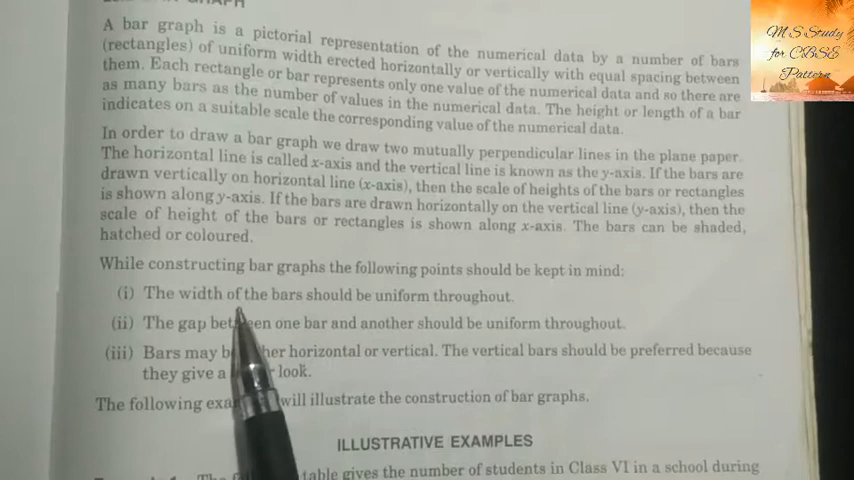 GRAPH
A bar graph is a pictorial representation of the numerical data by a number of bars
(rectangles) of uniform width erected horizontally or vertically with equal spacing between
them. Each rectangle or bar represents only one value of the numerical data and so there are
as many bars as the number of values in the numerical data. The height or length of a bar
indicates on a suitable scale the corresponding value of the numerical data.
In order to draw a bar graph we draw two mutually perpendicular lines in the plane paper.
The horizontal line is called x-axis and the vertical line is known as the y-axis. If the bars are
drawn vertically on horizontal line (x-axis), then the scale of heights of the bars or rectangles
is shown along y-axis. If the bars are drawn horizontally on the vertical line (y-axis), then the
scale of height of the bars or rectangles is shown along x-axis. The bars can be shaded,
hatched or coloured.
While constructing bar graphs the following points should be kept in mind:
(i) The width of the bars should be uniform throughout.
(ii) The gap between one bar and another should be uniform throughout.
(iii) Bars may be either horizontal or vertical. The vertical bars should be preferred because
they give a look.
The following will illustrate the construction of bar graphs.
ILLUSTRATIVE EXAMPLES
table gives the number of students in Class VI in a school during
M S Study
for CBSE
Pattern